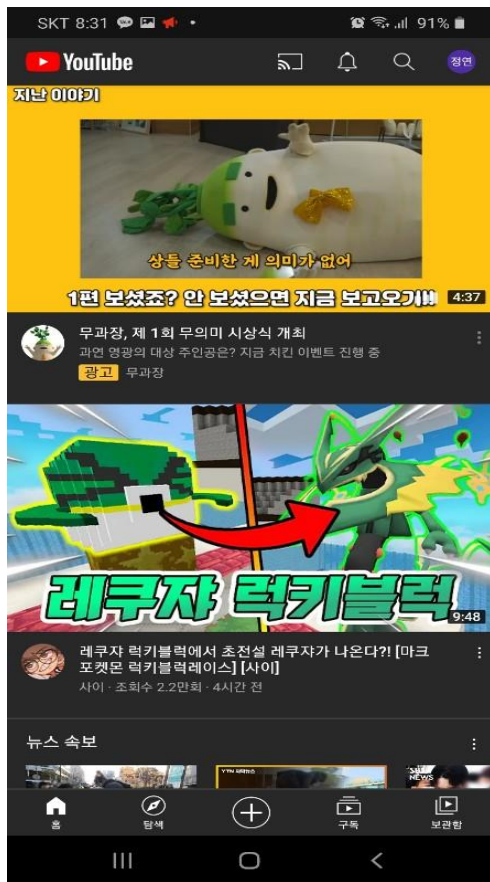 SKT 8:31
91%
YouTube
정연
지난 이야기
상들 준비한 게 의미가 없어
1편 보셨죠? 안 보셨으면 지금 보고오기!!!
4:37
무과장, 제 1회 무의미 시상식 개최
과연 영광의 대상 주인공은? 지금 치킨 이벤트 진행 중
광고 무과장
레쿠쟈 럭키블럭
9:48
레쿠쟈 럭키블럭에서 초전설 레쿠쟈가 나온다?! [마크
포켓몬 럭키블럭레이스] [사이]
사이 · 조회수 2.2만회 · 4시간 전
뉴스 속보
YTN
NEWS
홈
탐색
구독
보관함